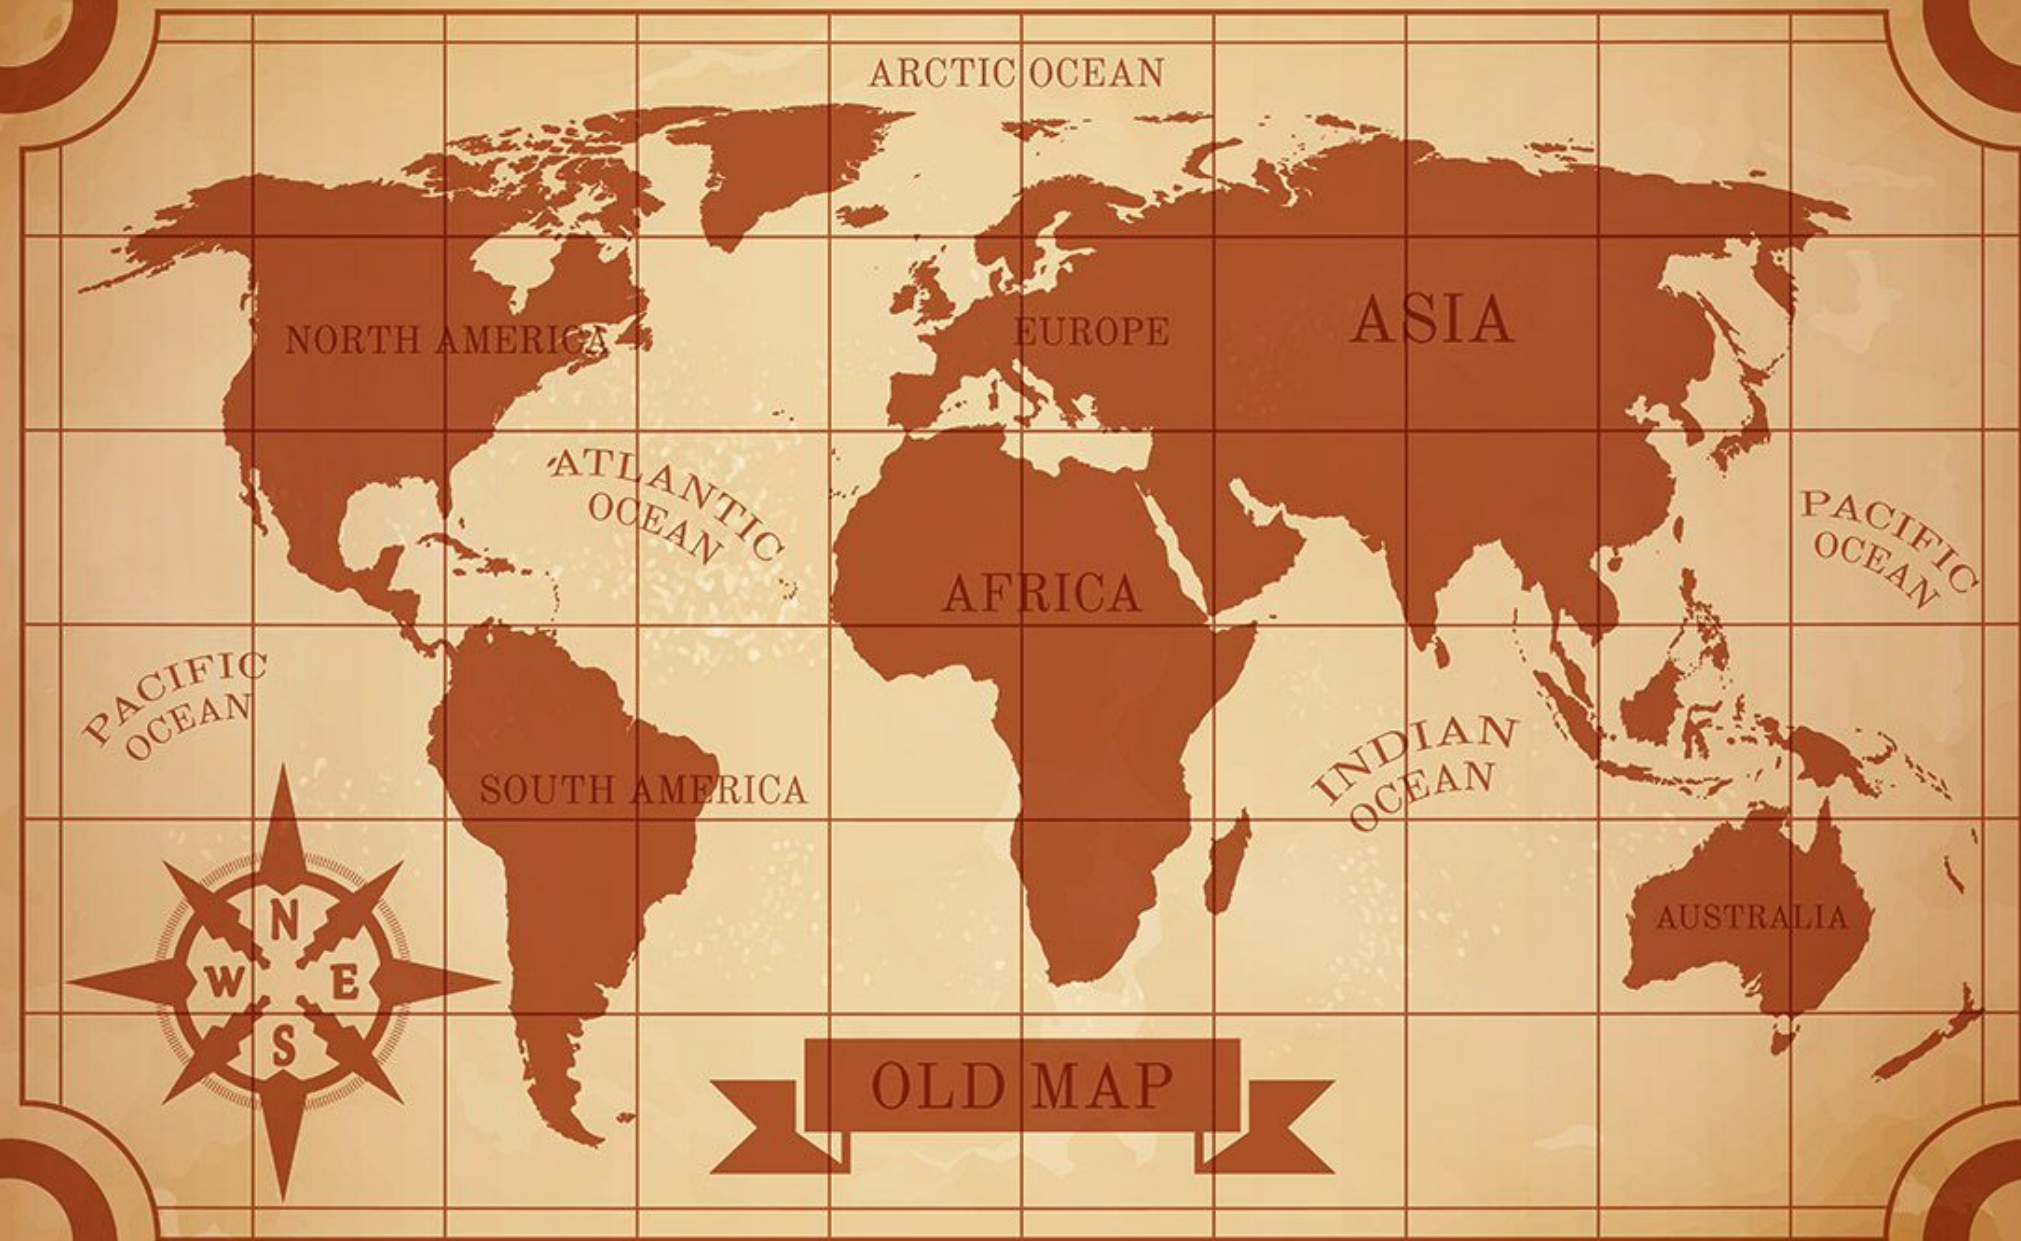 ARCTIC OCEAN
NORTH AMERICA
EUROPE
ASIA
ATLANTIC
OCEAN
PACIFIC
OCEAN
AFRICA
PACIFIC
OCEAN
INDIAN
OCEAN
SOUTH AMERICA
AUSTRALIA
N
W E
S
OLD MAP